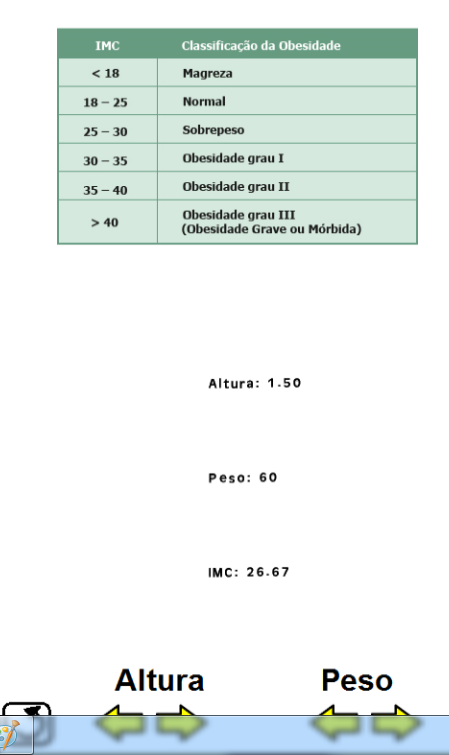 IMC Classificação da Obesidade
< 18 Magreza
18 – 25 Normal
25 – 30 Sobrepeso
30 – 35 Obesidade grau I
35 – 40 Obesidade grau II
> 40 Obesidade grau III
(Obesidade Grave ou Mórbida)
Altura: 1.50
Peso: 60
IMC: 26.67
Altura Peso